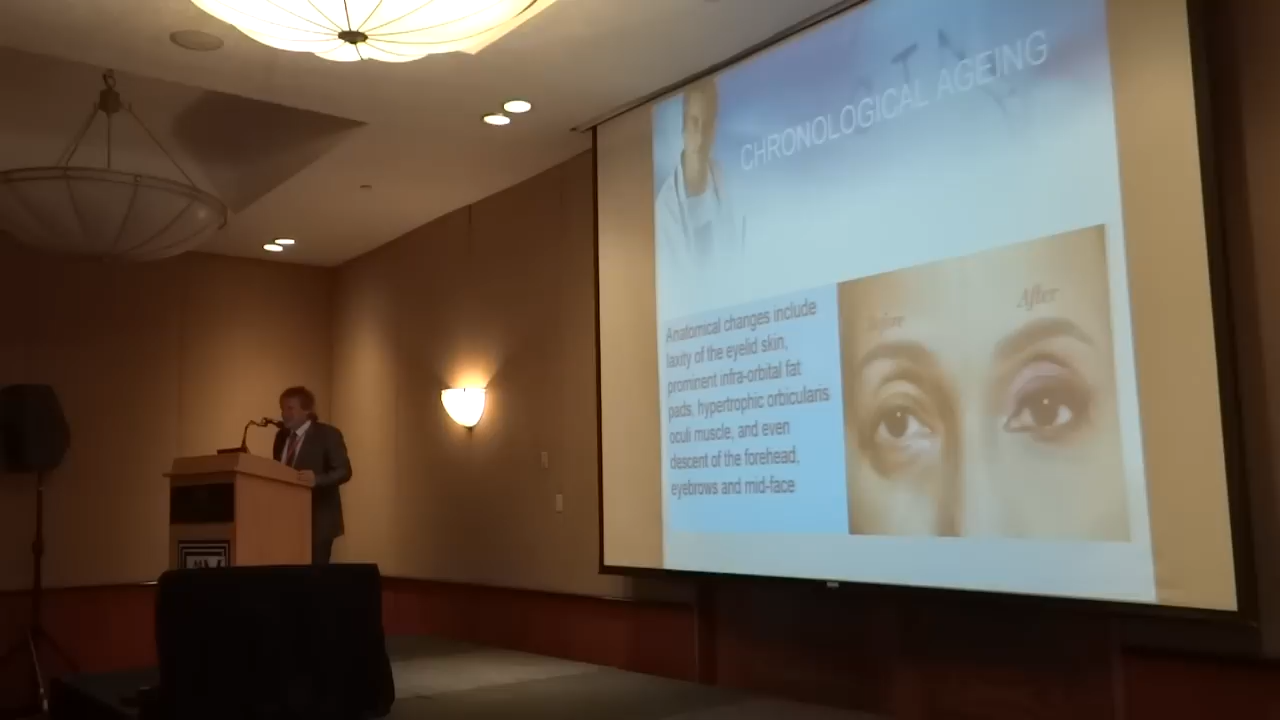 CHRONOLOGICAL AGEING
Anatomical changes include
laxity of the eyelid skin,
prominent infra-orbital fat
pads, hypertrophic orbicularis
oculi muscle, and even
descent of the forehead,
eyebrows and mid-face
Before
After